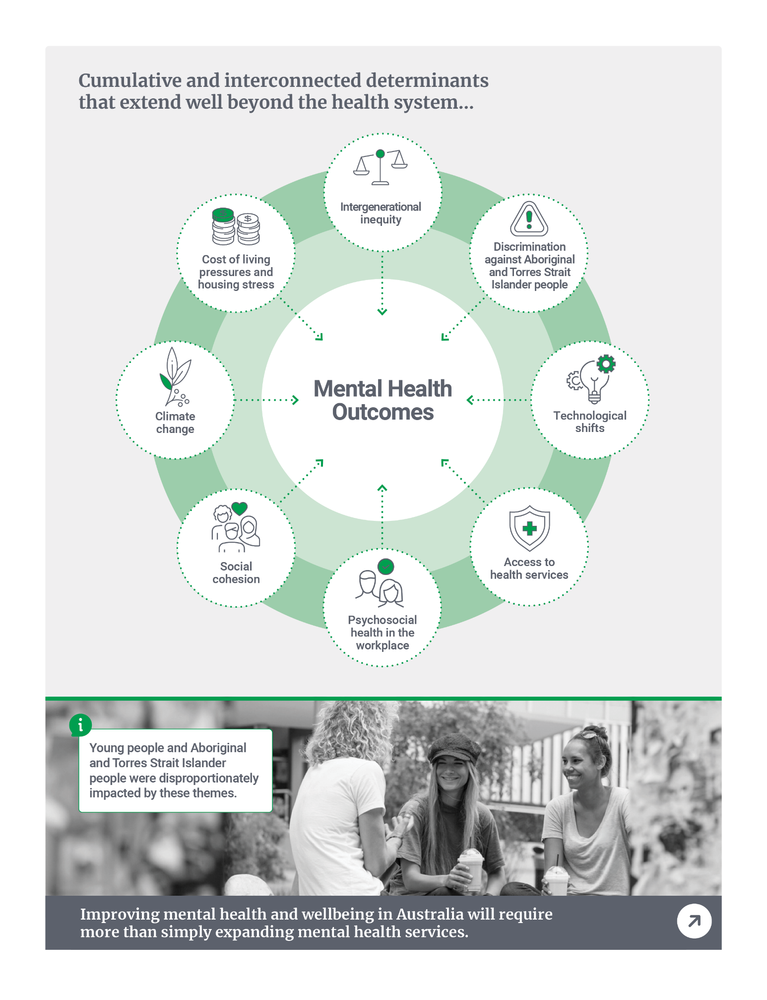 Cumulative and interconnected determinants
that extend well beyond the health system...
Intergenerational
inequity
Discrimination
against Aboriginal
and Torres Strait
Islander people
Cost of living
pressures and
housing stress
Climate
change
Mental Health
Outcomes
Technological
shifts
Social
cohesion
Access to
health services
Psychosocial
health in the
workplace
Young people and Aboriginal
and Torres Strait Islander
people were disproportionately
impacted by these themes.
Improving mental health and wellbeing in Australia will require
more than simply expanding mental health services.